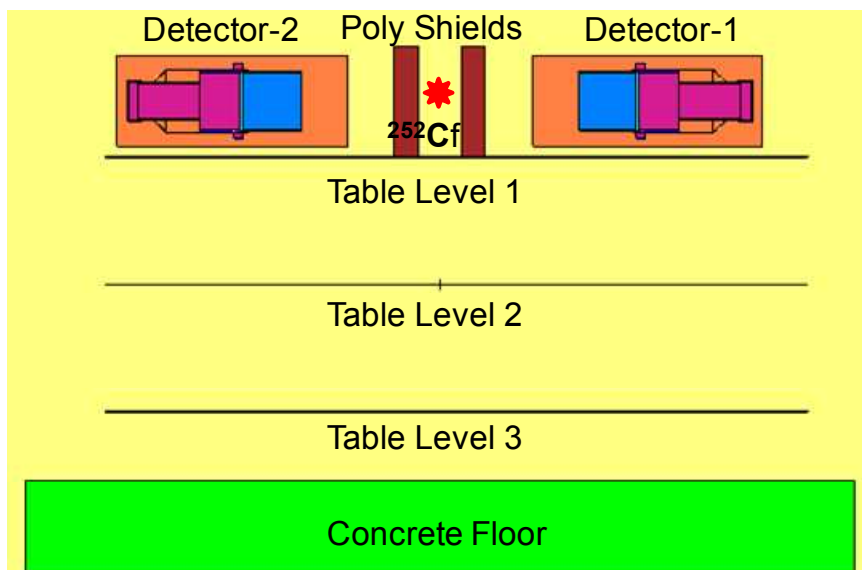 Detector-2 Poly Shields Detector-1
²⁵²Cf
Table Level 1
Table Level 2
Table Level 3
Concrete Floor